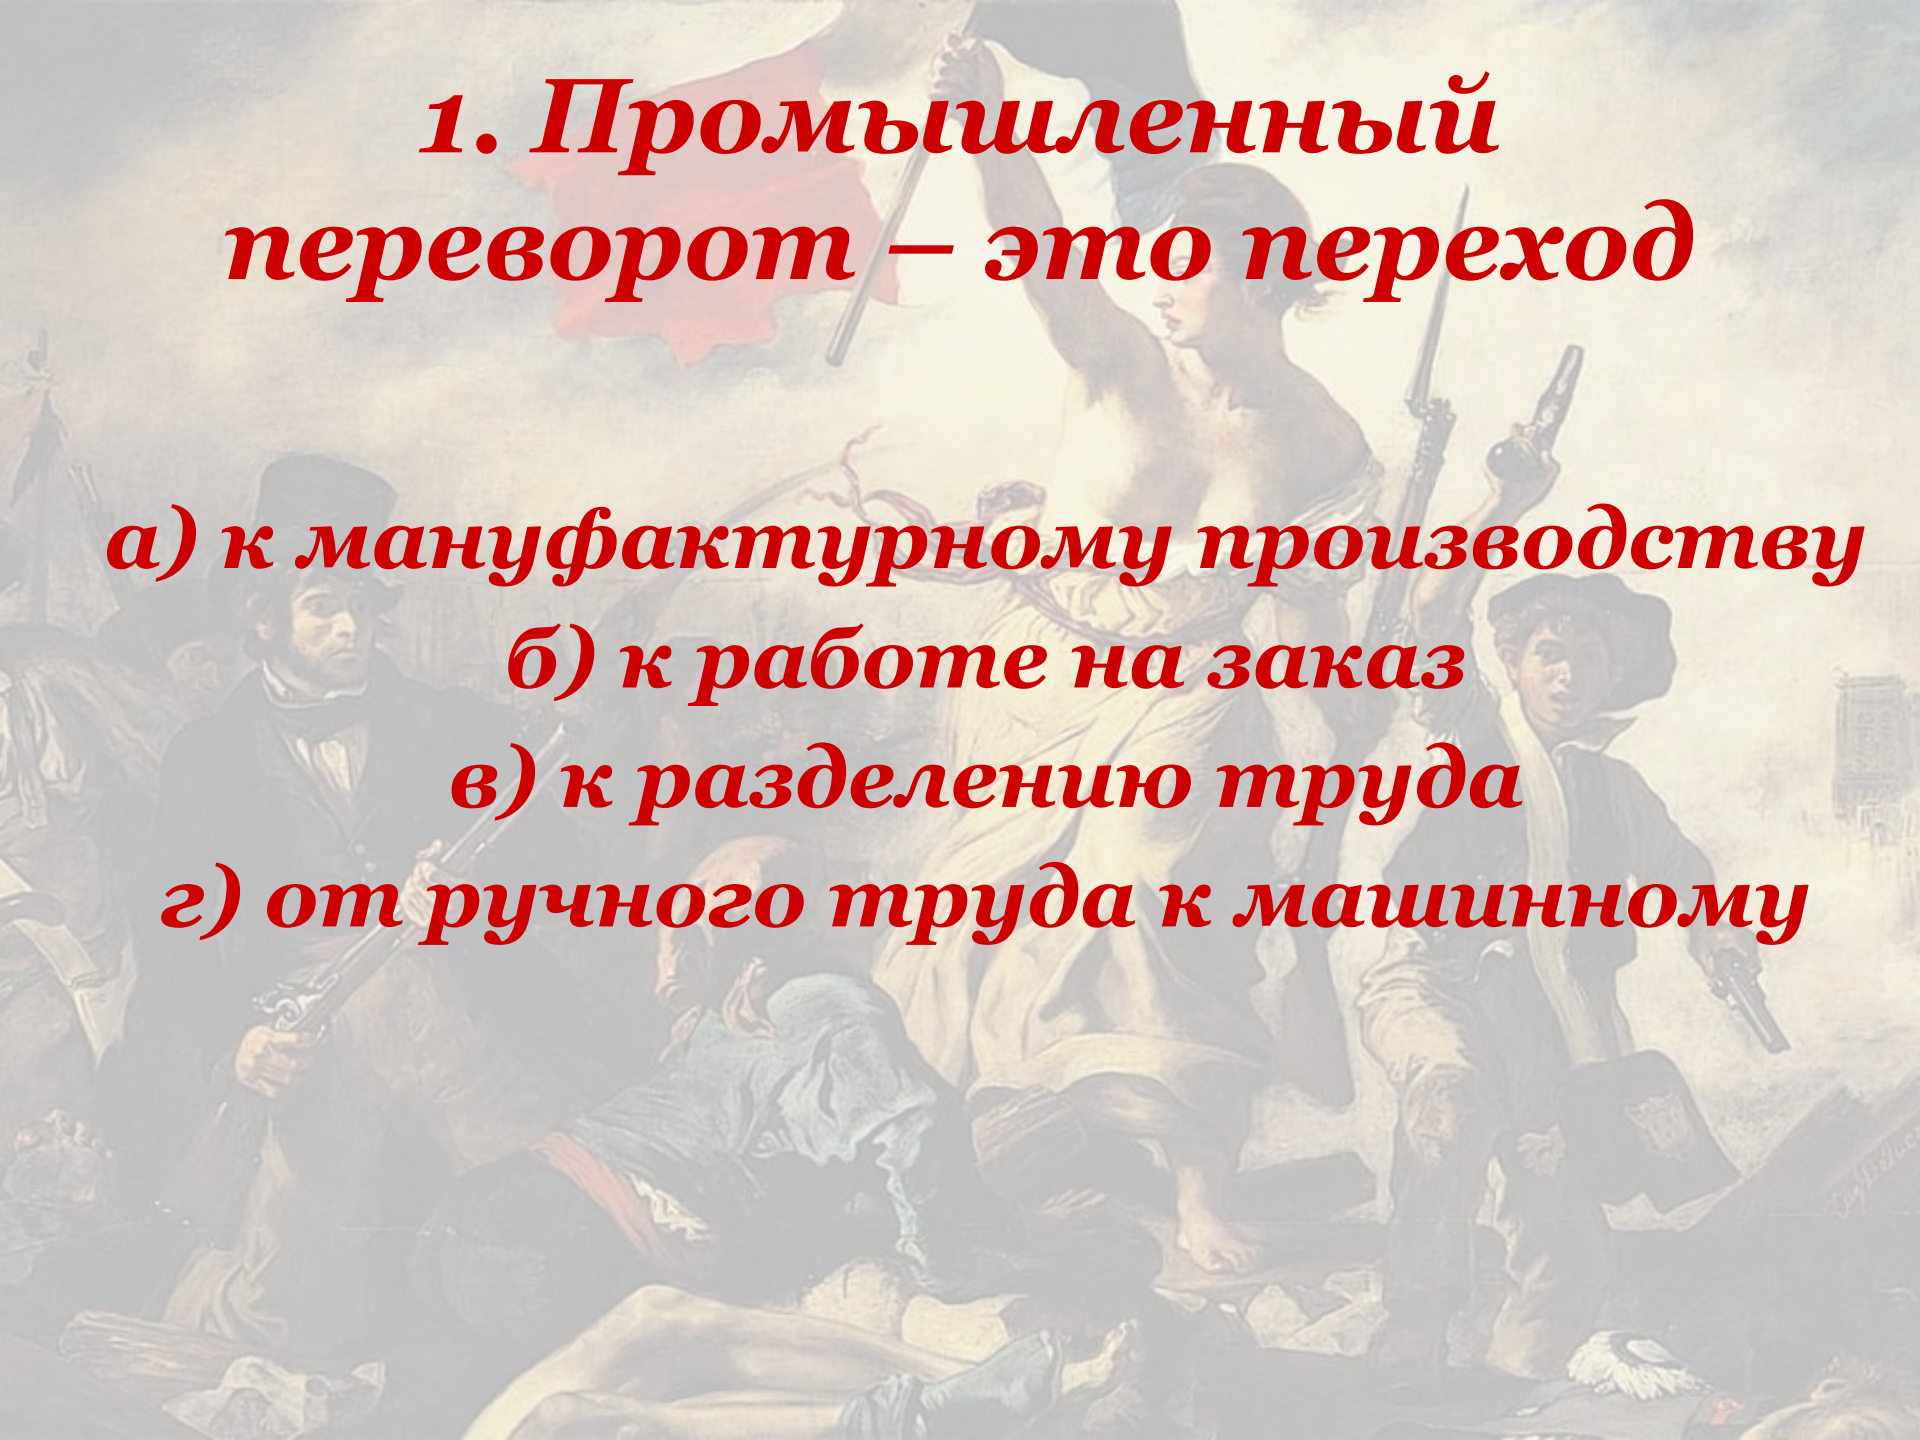 1. Промышленный
переворот – это переход
а) к мануфактурному производству
б) к работе на заказ
в) к разделению труда
г) от ручного труда к машинному